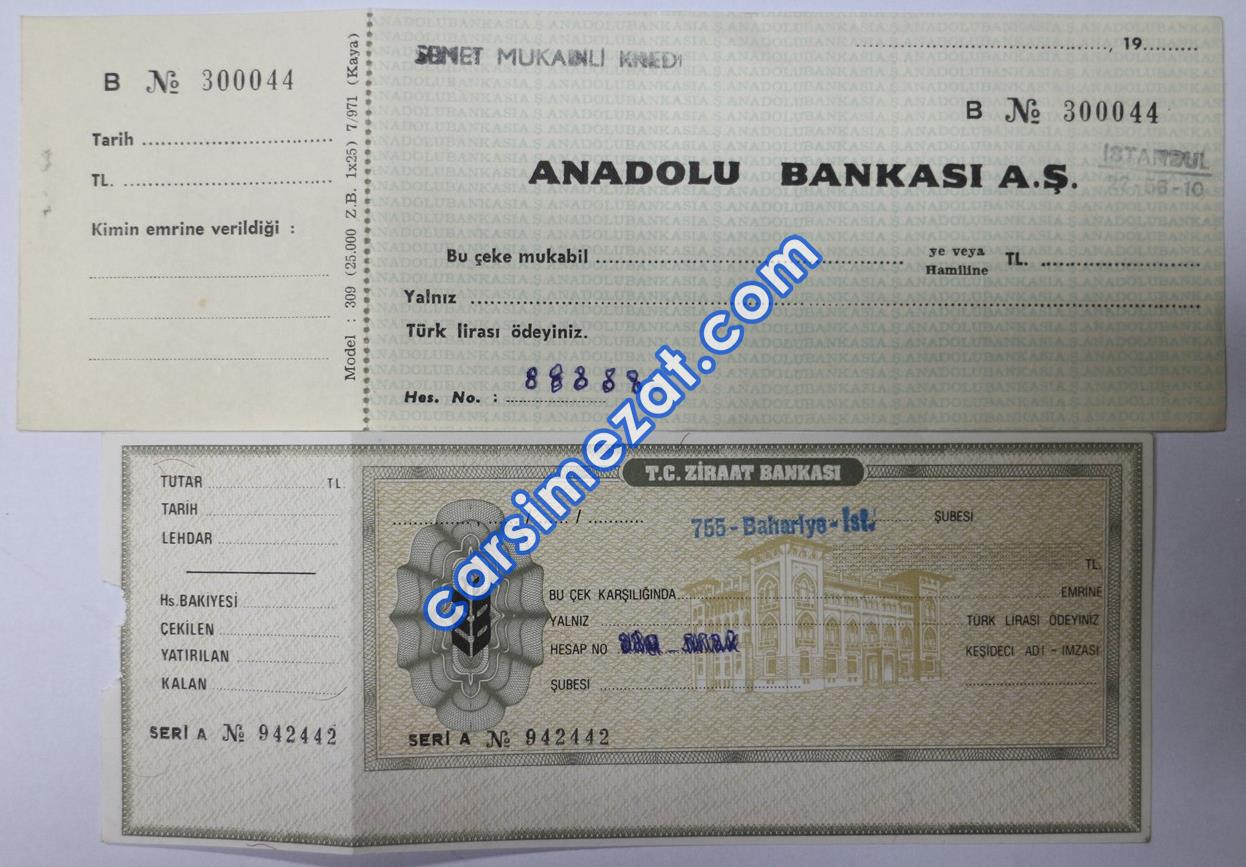 B № 300044
Tarih
TL.
Kimin emrine verildiği :
Model : 309 (25.000 Z.B. 1x25) 7/971 (Kaya)
SENET MUKABİLİ KREDİ
, 19
B № 300044
ANADOLU BANKASI A.Ş.
İSTANBUL
Bu çeke mukabil ye veya Hamiline TL.
Yalnız
Türk lirası ödeyiniz.
Hes. No. :
carsimezat.com
TUTAR TL
TARİH
LEHDAR
Hs.BAKİYESİ
ÇEKİLEN
YATIRILAN
KALAN
SERİ A № 942442
T.C. ZİRAAT BANKASI
755-Bahariye-İst. ŞUBESİ
TL.
BU ÇEK KARŞILIĞINDA EMRİNE
YALNIZ TÜRK LİRASI ÖDEYİNİZ
HESAP NO KEŞİDECİ ADI - İMZASI
ŞUBESİ
SERİ A № 942442